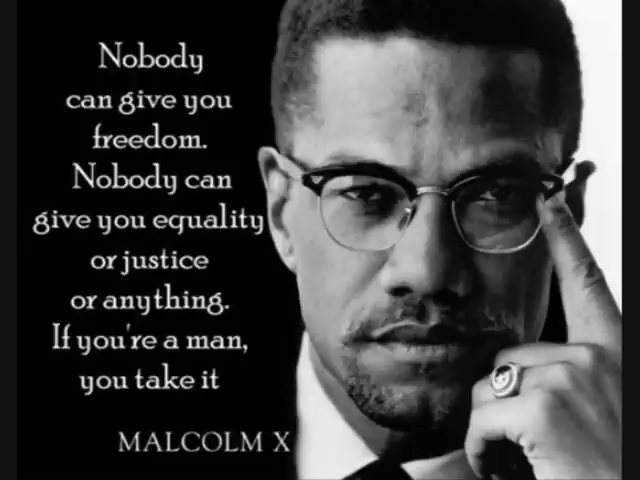 Nobody
can give you
freedom.
Nobody can
give you equality
or justice
or anything.
If you're a man,
you take it
MALCOLM X